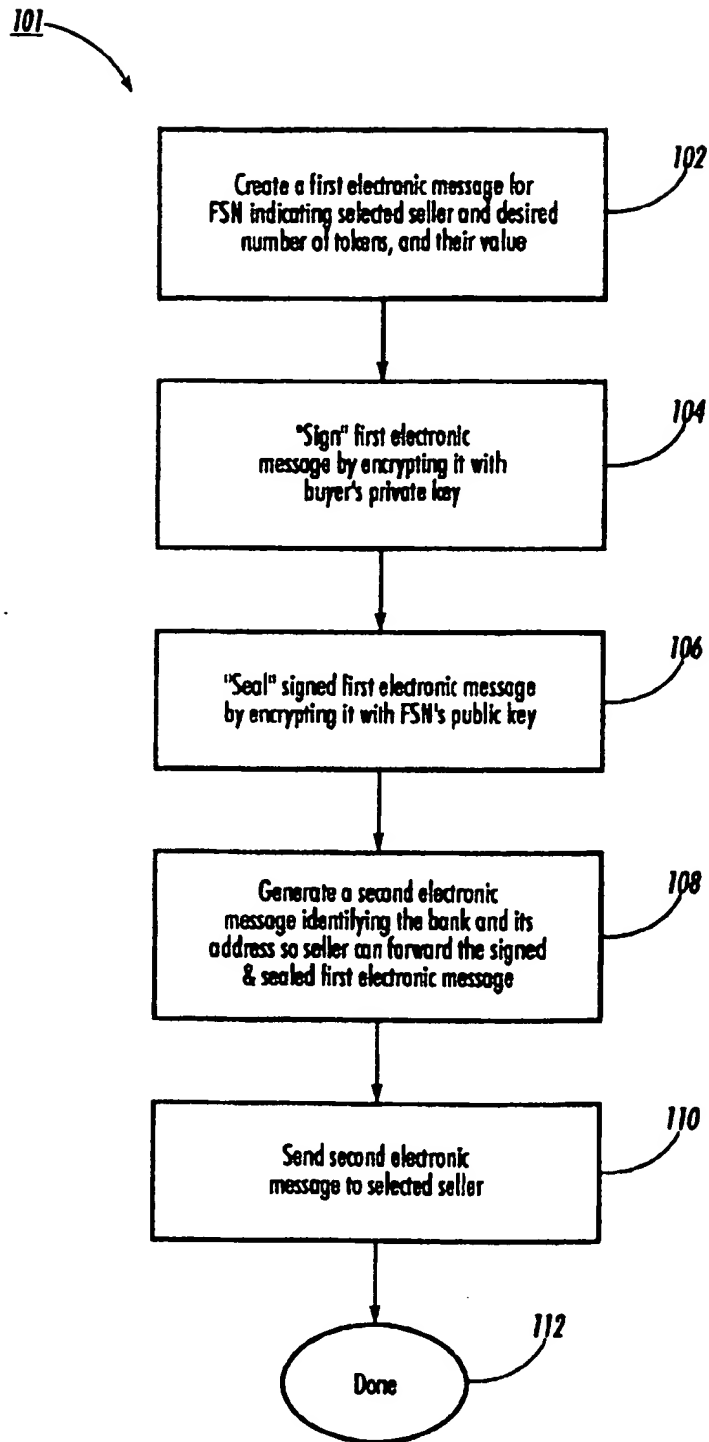 101
102
Create a first electronic message for
FSN indicating selected seller and desired
number of tokens, and their value
104
"Sign" first electronic
message by encrypting it with
buyer's private key
106
"Seal" signed first electronic message
by encrypting it with FSN's public key
108
Generate a second electronic
message identifying the bank and its
address so seller can forward the signed
& sealed first electronic message
110
Send second electronic
message to selected seller
112
Done